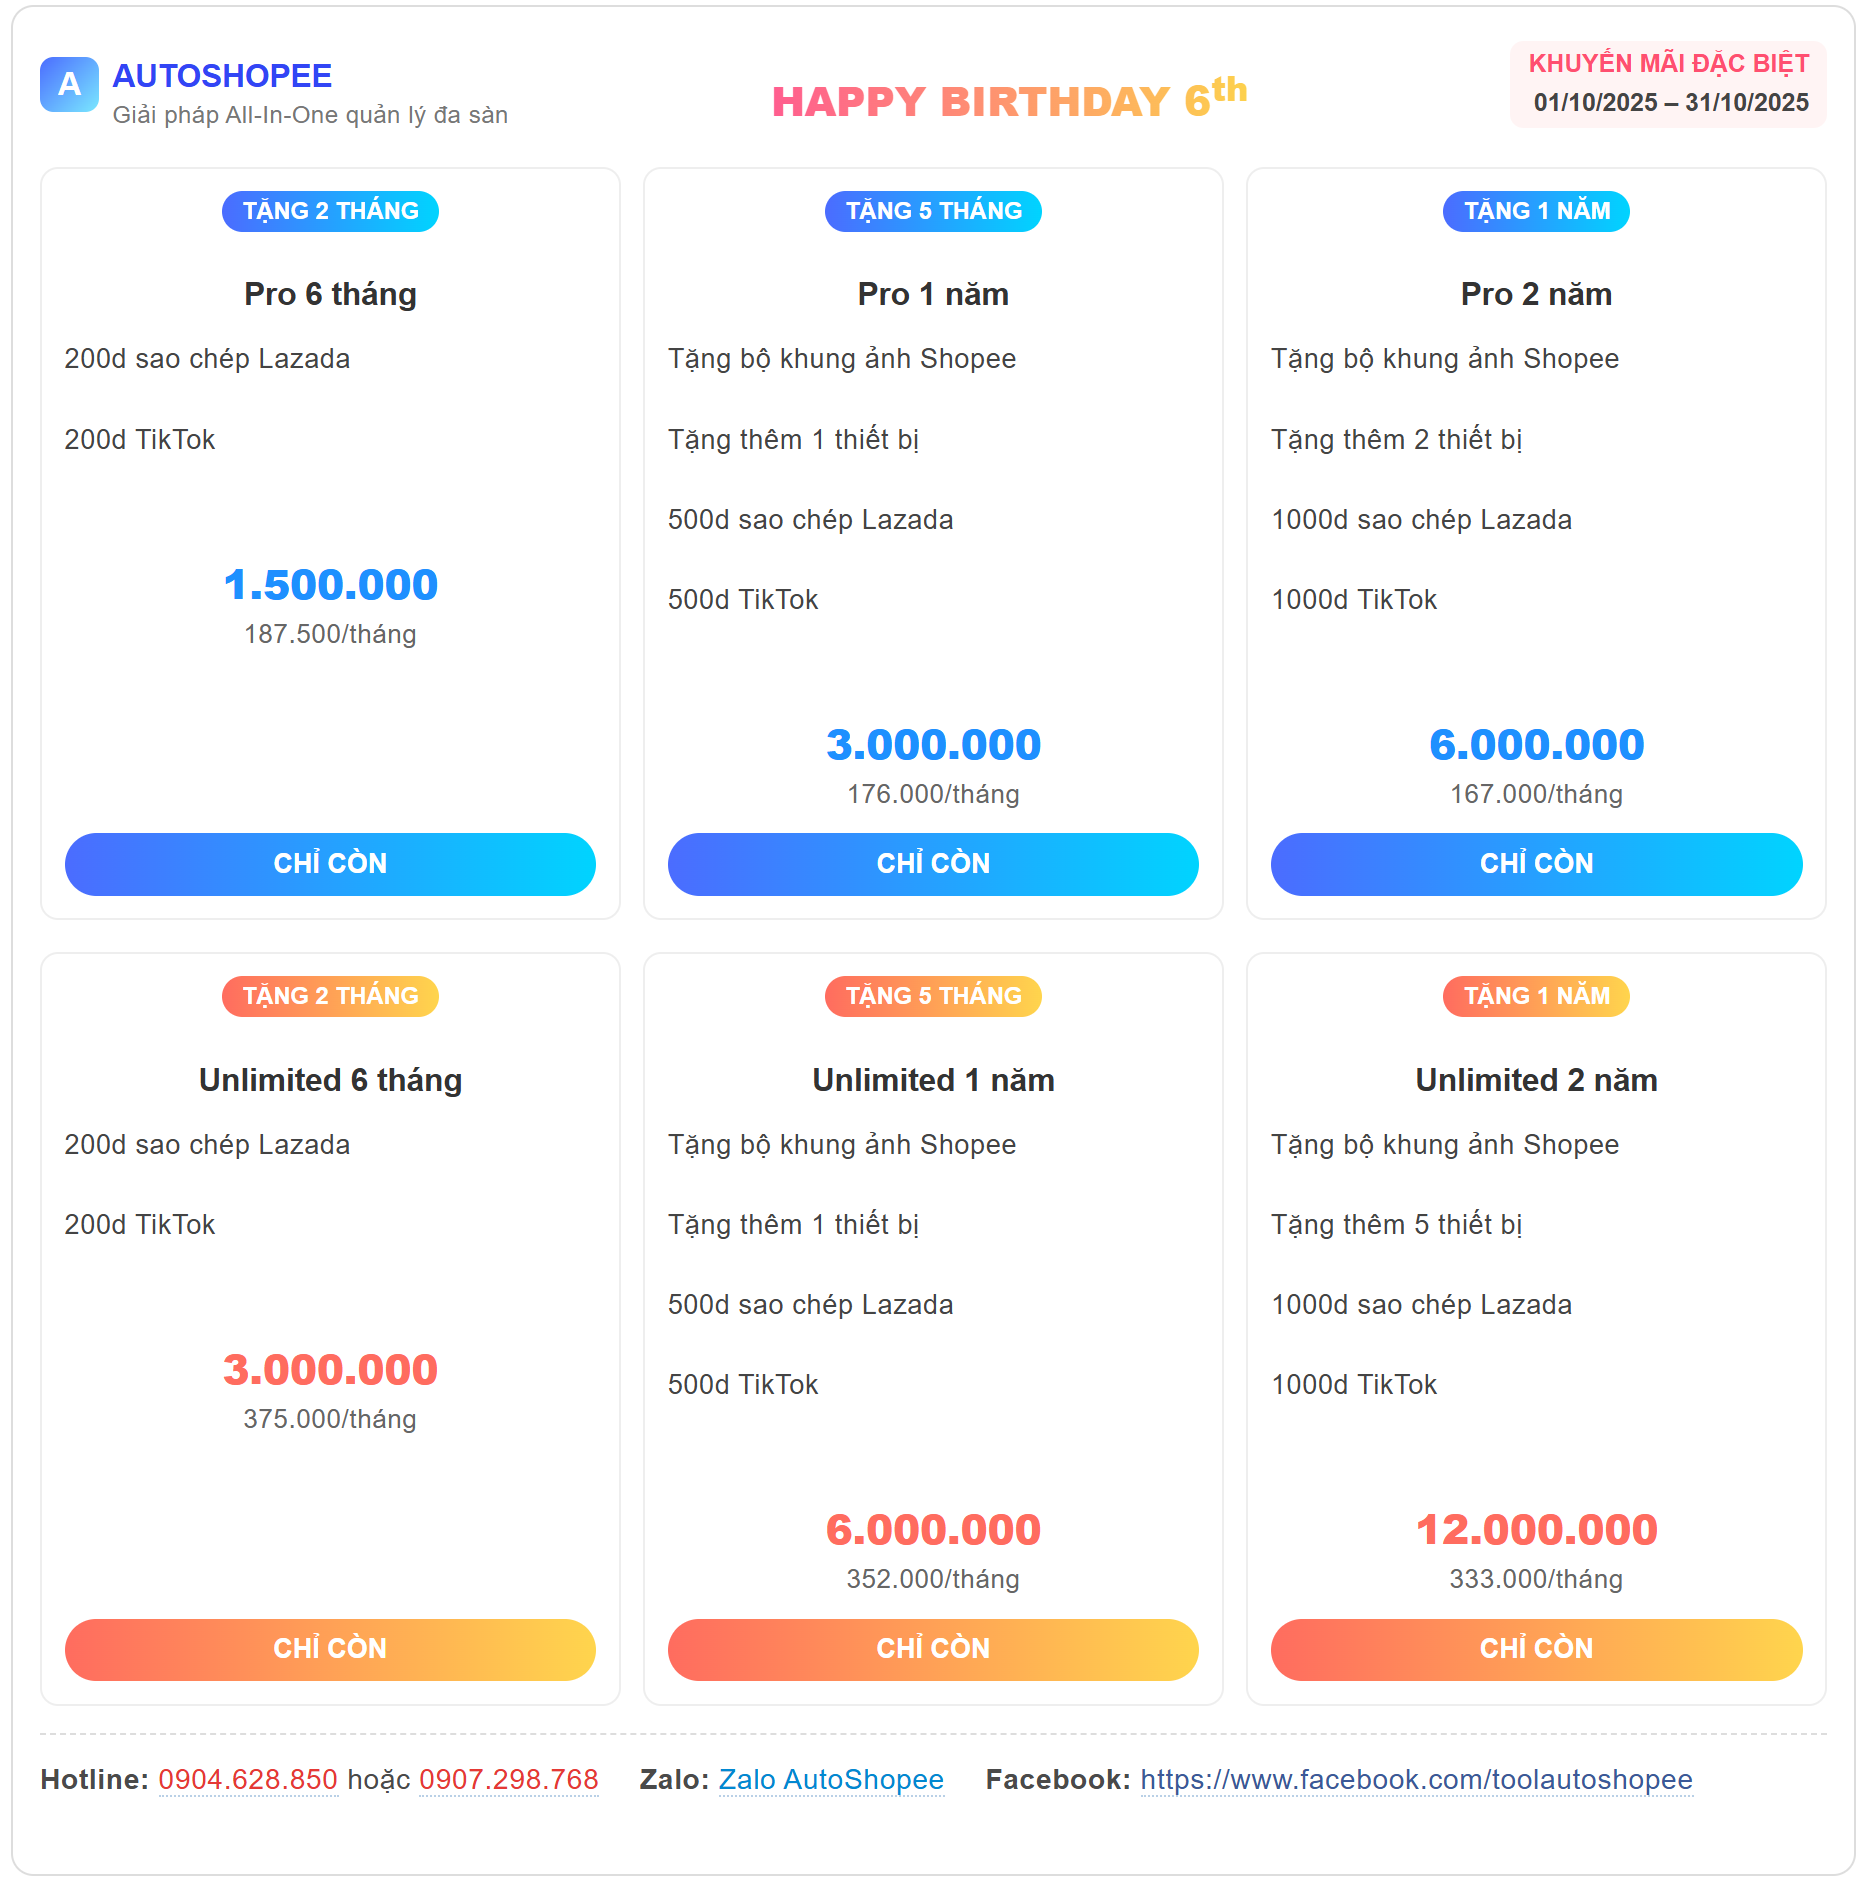 A
AUTOSHOPEE
Giải pháp All-In-One quản lý đa sàn
HAPPY BIRTHDAY 6th
KHUYẾN MÃI ĐẶC BIỆT
01/10/2025 – 31/10/2025
TẶNG 2 THÁNG
Pro 6 tháng
200d sao chép Lazada
200d TikTok
1.500.000
187.500/tháng
CHỈ CÒN
TẶNG 5 THÁNG
Pro 1 năm
Tặng bộ khung ảnh Shopee
Tặng thêm 1 thiết bị
500d sao chép Lazada
500d TikTok
3.000.000
176.000/tháng
CHỈ CÒN
TẶNG 1 NĂM
Pro 2 năm
Tặng bộ khung ảnh Shopee
Tặng thêm 2 thiết bị
1000d sao chép Lazada
1000d TikTok
6.000.000
167.000/tháng
CHỈ CÒN
TẶNG 2 THÁNG
Unlimited 6 tháng
200d sao chép Lazada
200d TikTok
3.000.000
375.000/tháng
CHỈ CÒN
TẶNG 5 THÁNG
Unlimited 1 năm
Tặng bộ khung ảnh Shopee
Tặng thêm 1 thiết bị
500d sao chép Lazada
500d TikTok
6.000.000
352.000/tháng
CHỈ CÒN
TẶNG 1 NĂM
Unlimited 2 năm
Tặng bộ khung ảnh Shopee
Tặng thêm 5 thiết bị
1000d sao chép Lazada
1000d TikTok
12.000.000
333.000/tháng
CHỈ CÒN
Hotline: 0904.628.850 hoặc 0907.298.768 Zalo: Zalo AutoShopee Facebook: https://www.facebook.com/toolautoshopee